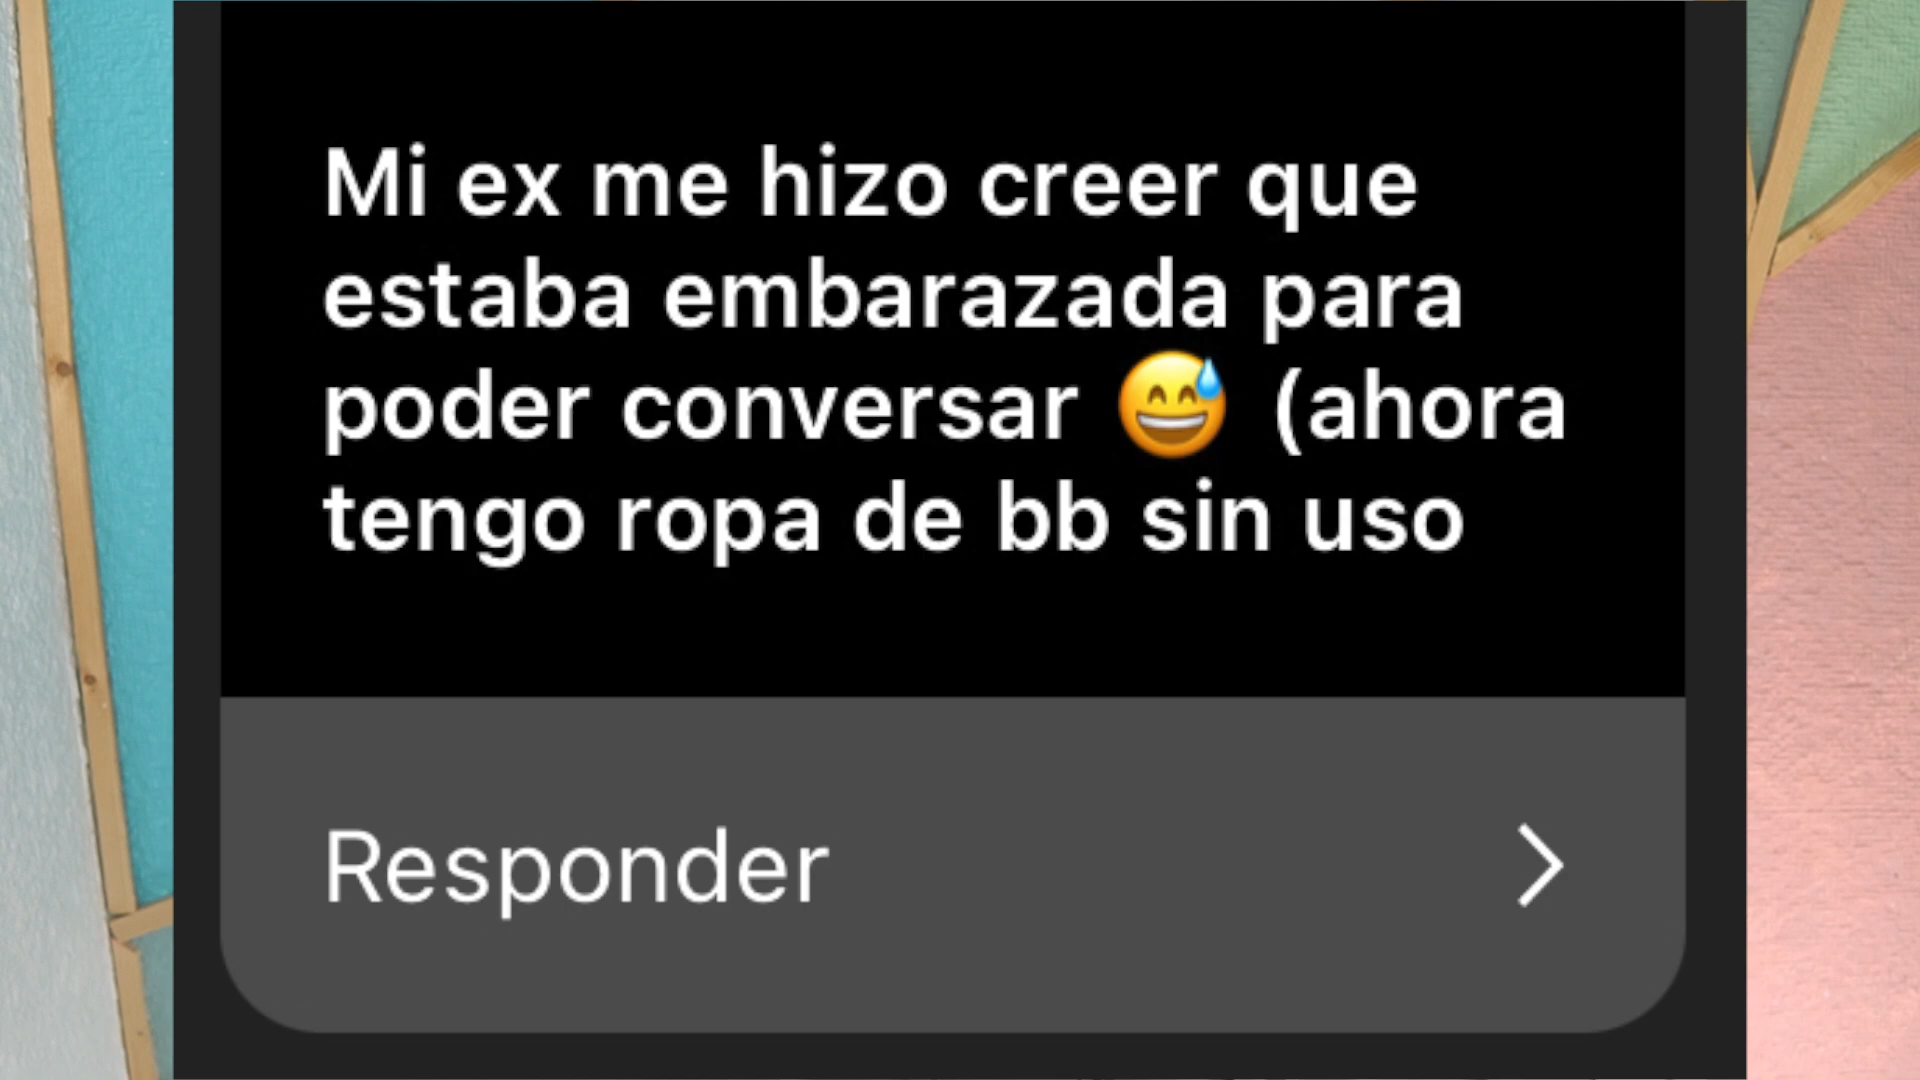 Mi ex me hizo creer que
estaba embarazada para
poder conversar 😅 (ahora
tengo ropa de bb sin uso
Responder